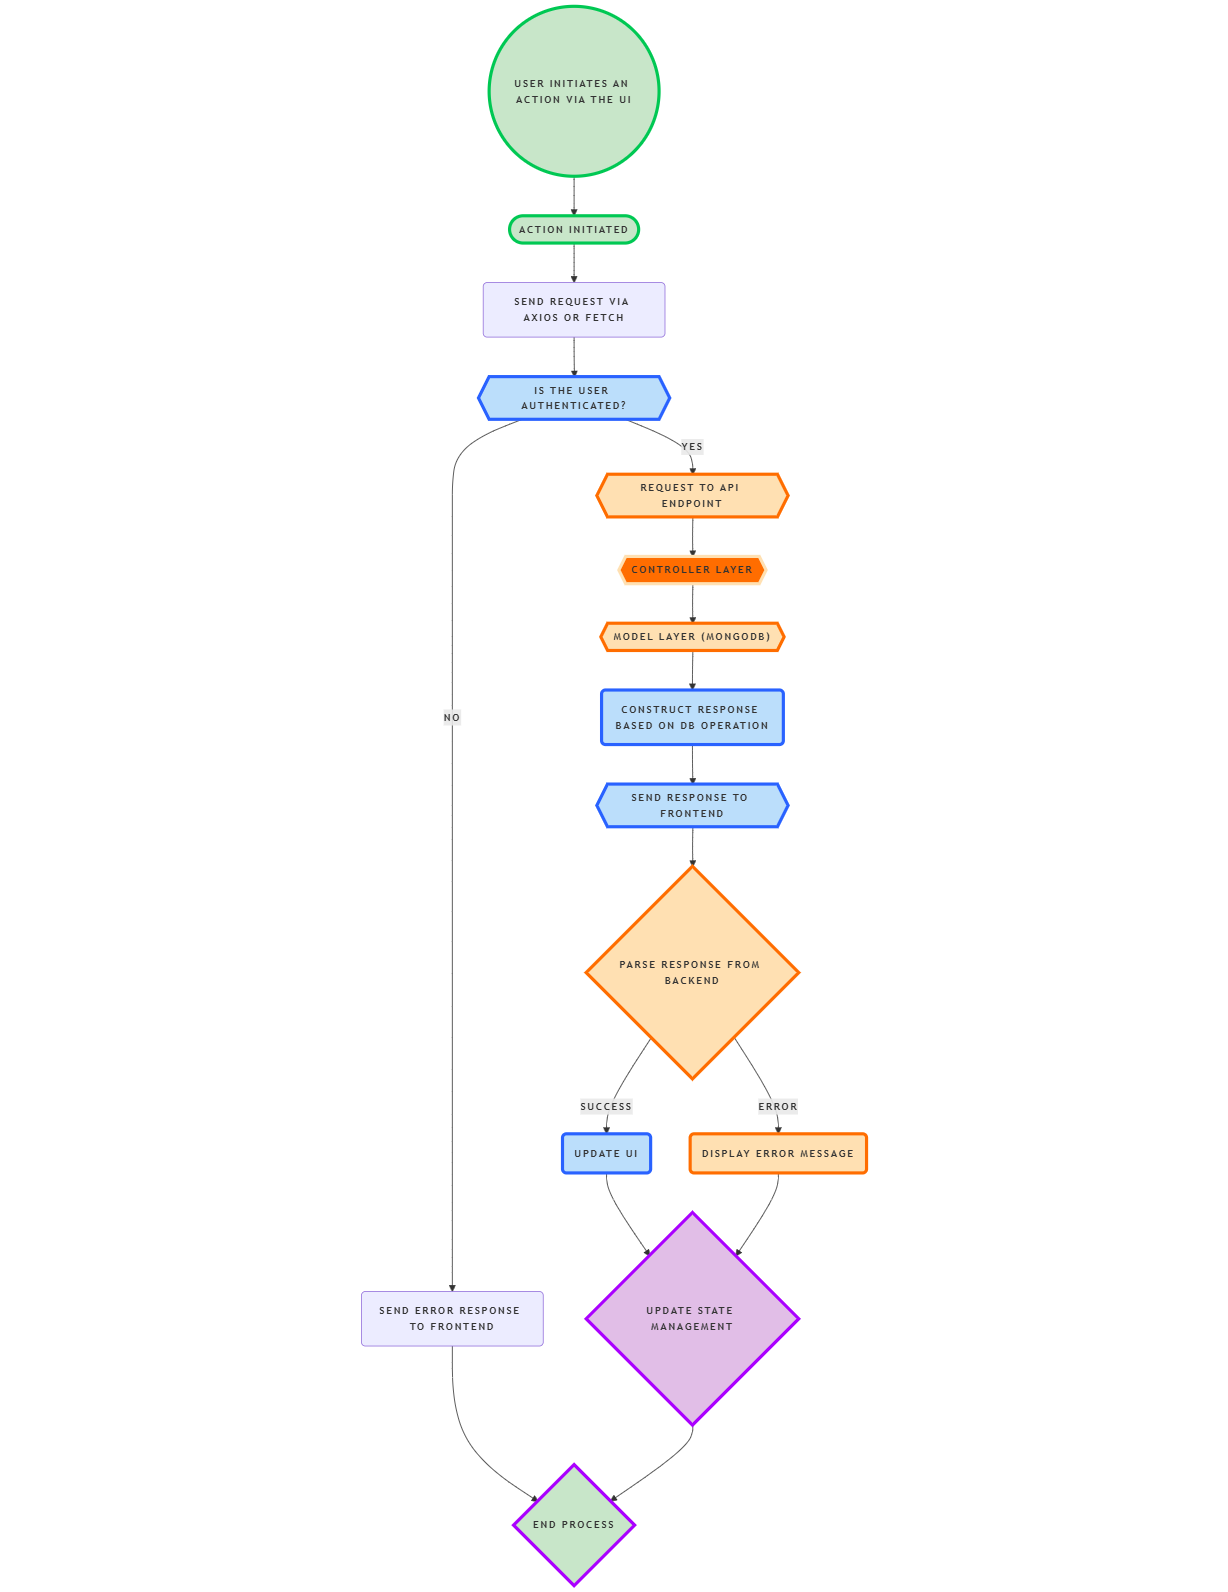 USER INITIATES AN
ACTION VIA THE UI
ACTION INITIATED
SEND REQUEST VIA
AXIOS OR FETCH
IS THE USER
AUTHENTICATED?
YES
REQUEST TO API
ENDPOINT
CONTROLLER LAYER
MODEL LAYER (MONGODB)
CONSTRUCT RESPONSE
BASED ON DB OPERATION
NO
SEND RESPONSE TO
FRONTEND
PARSE RESPONSE FROM
BACKEND
SUCCESS
ERROR
UPDATE UI
DISPLAY ERROR MESSAGE
SEND ERROR RESPONSE
TO FRONTEND
UPDATE STATE
MANAGEMENT
END PROCESS